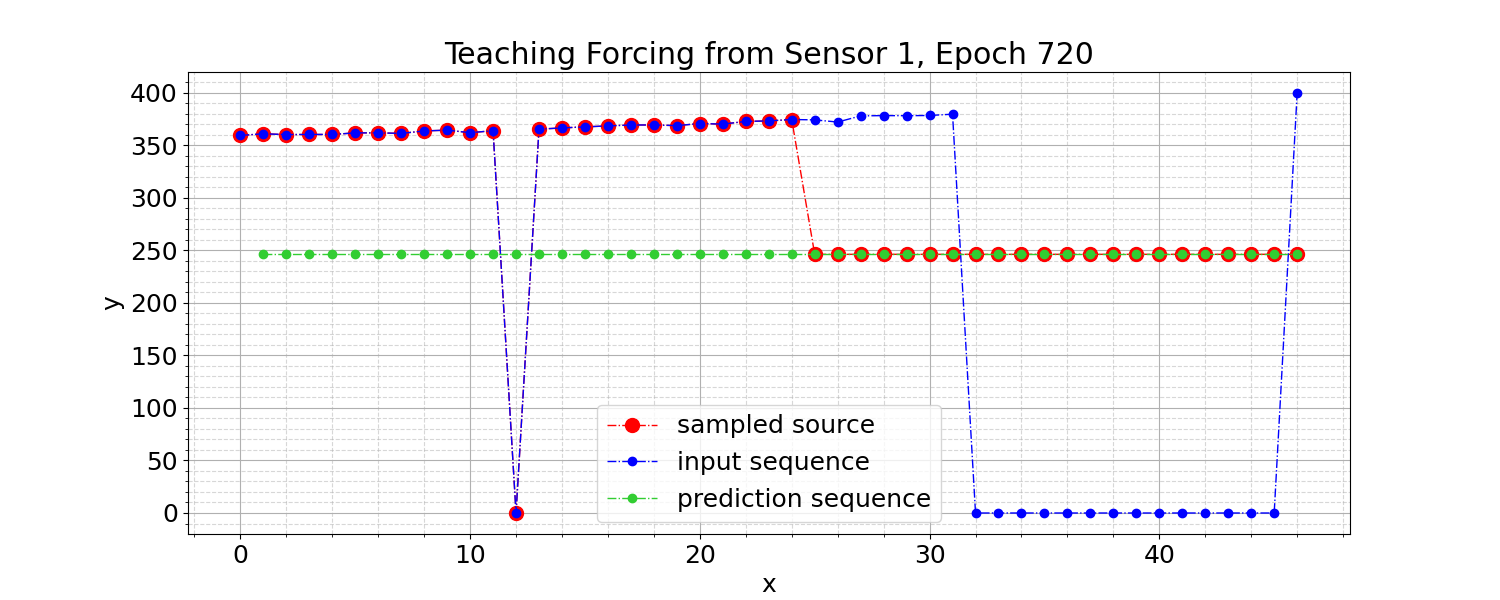 Teaching Forcing from Sensor 1, Epoch 720
400
350
300
250
200
150
100
50
0
y
sampled source
input sequence
prediction sequence
0 10 20 30 40
x